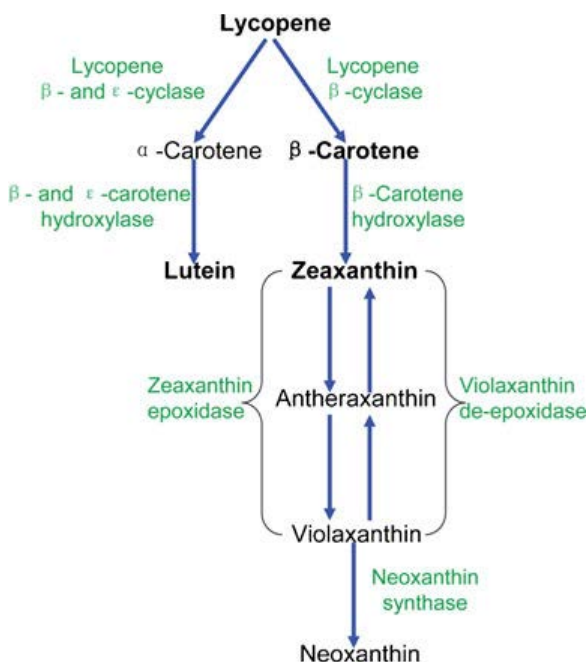 Lycopene
Lycopene
β - and ε -cyclase
Lycopene
β -cyclase
α -Carotene
β -Carotene
β - and ε -carotene
hydroxylase
β -Carotene
hydroxylase
Lutein
Zeaxanthin
Zeaxanthin
epoxidase
Antheraxanthin
Violaxanthin
de-epoxidase
Violaxanthin
Neoxanthin
synthase
Neoxanthin